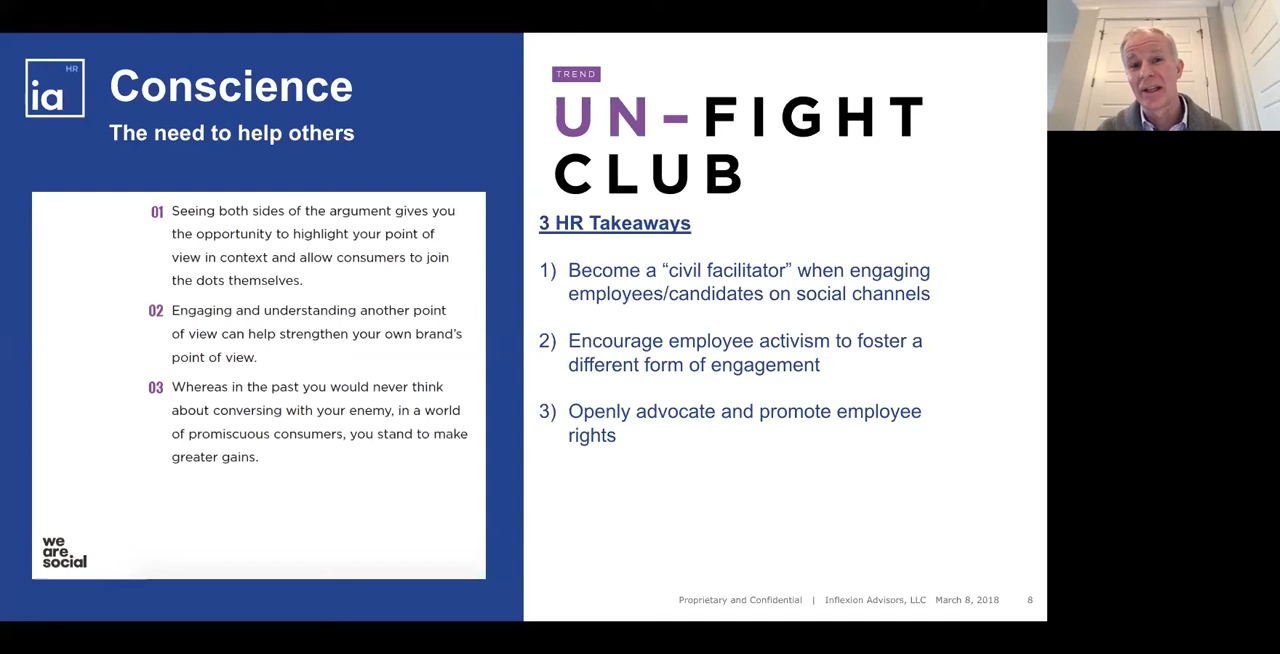 HR
ia
Conscience
The need to help others
01 Seeing both sides of the argument gives you
the opportunity to highlight your point of
view in context and allow consumers to join
the dots themselves.
02 Engaging and understanding another point
of view can help strengthen your own brand’s
point of view.
03 Whereas in the past you would never think
about conversing with your enemy, in a world
of promiscuous consumers, you stand to make
greater gains.
we
are
social
TREND
UN-FIGHT
CLUB
3 HR Takeaways
1) Become a “civil facilitator” when engaging
employees/candidates on social channels
2) Encourage employee activism to foster a
different form of engagement
3) Openly advocate and promote employee
rights
Proprietary and Confidential | Inflexion Advisors, LLC March 8, 2018 8